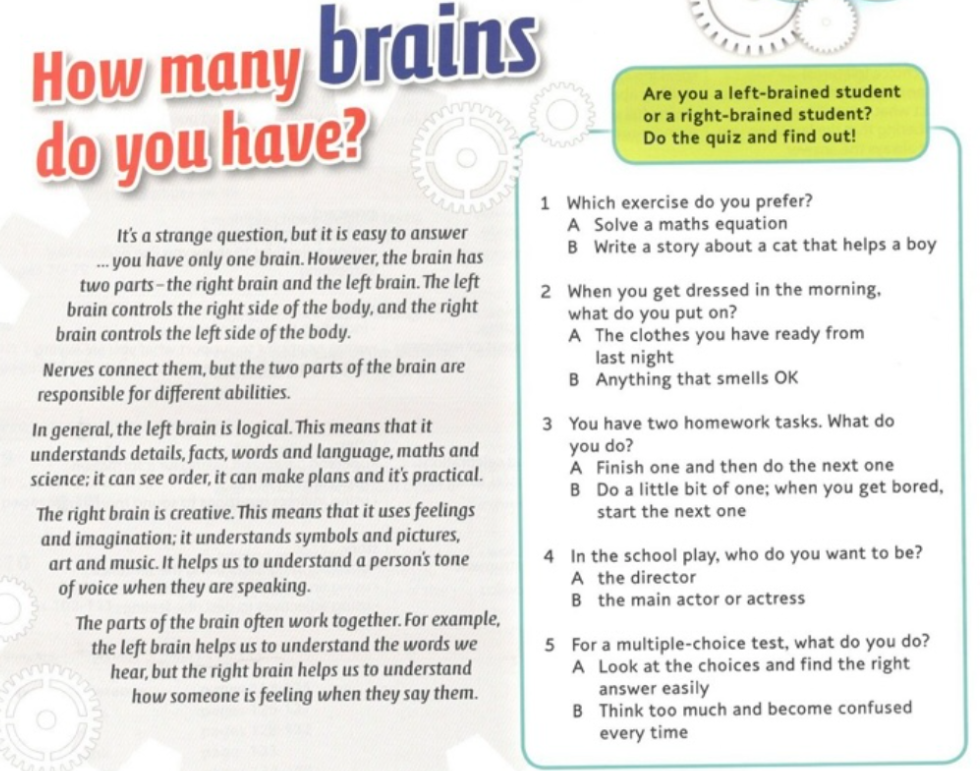 How many brains
do you have?
It's a strange question, but it is easy to answer
... you have only one brain. However, the brain has
two parts – the right brain and the left brain. The left
brain controls the right side of the body, and the right
brain controls the left side of the body.
Nerves connect them, but the two parts of the brain are
responsible for different abilities.
In general, the left brain is logical. This means that it
understands details, facts, words and language, maths and
science; it can see order, it can make plans and it's practical.
The right brain is creative. This means that it uses feelings
and imagination; it understands symbols and pictures,
art and music. It helps us to understand a person's tone
of voice when they are speaking.
The parts of the brain often work together. For example,
the left brain helps us to understand the words we
hear, but the right brain helps us to understand
how someone is feeling when they say them.
Are you a left-brained student
or a right-brained student?
Do the quiz and find out!
1 Which exercise do you prefer?
A Solve a maths equation
B Write a story about a cat that helps a boy
2 When you get dressed in the morning,
what do you put on?
A The clothes you have ready from
last night
B Anything that smells OK
3 You have two homework tasks. What do
you do?
A Finish one and then do the next one
B Do a little bit of one; when you get bored,
start the next one
4 In the school play, who do you want to be?
A the director
B the main actor or actress
5 For a multiple-choice test, what do you do?
A Look at the choices and find the right
answer easily
B Think too much and become confused
every time